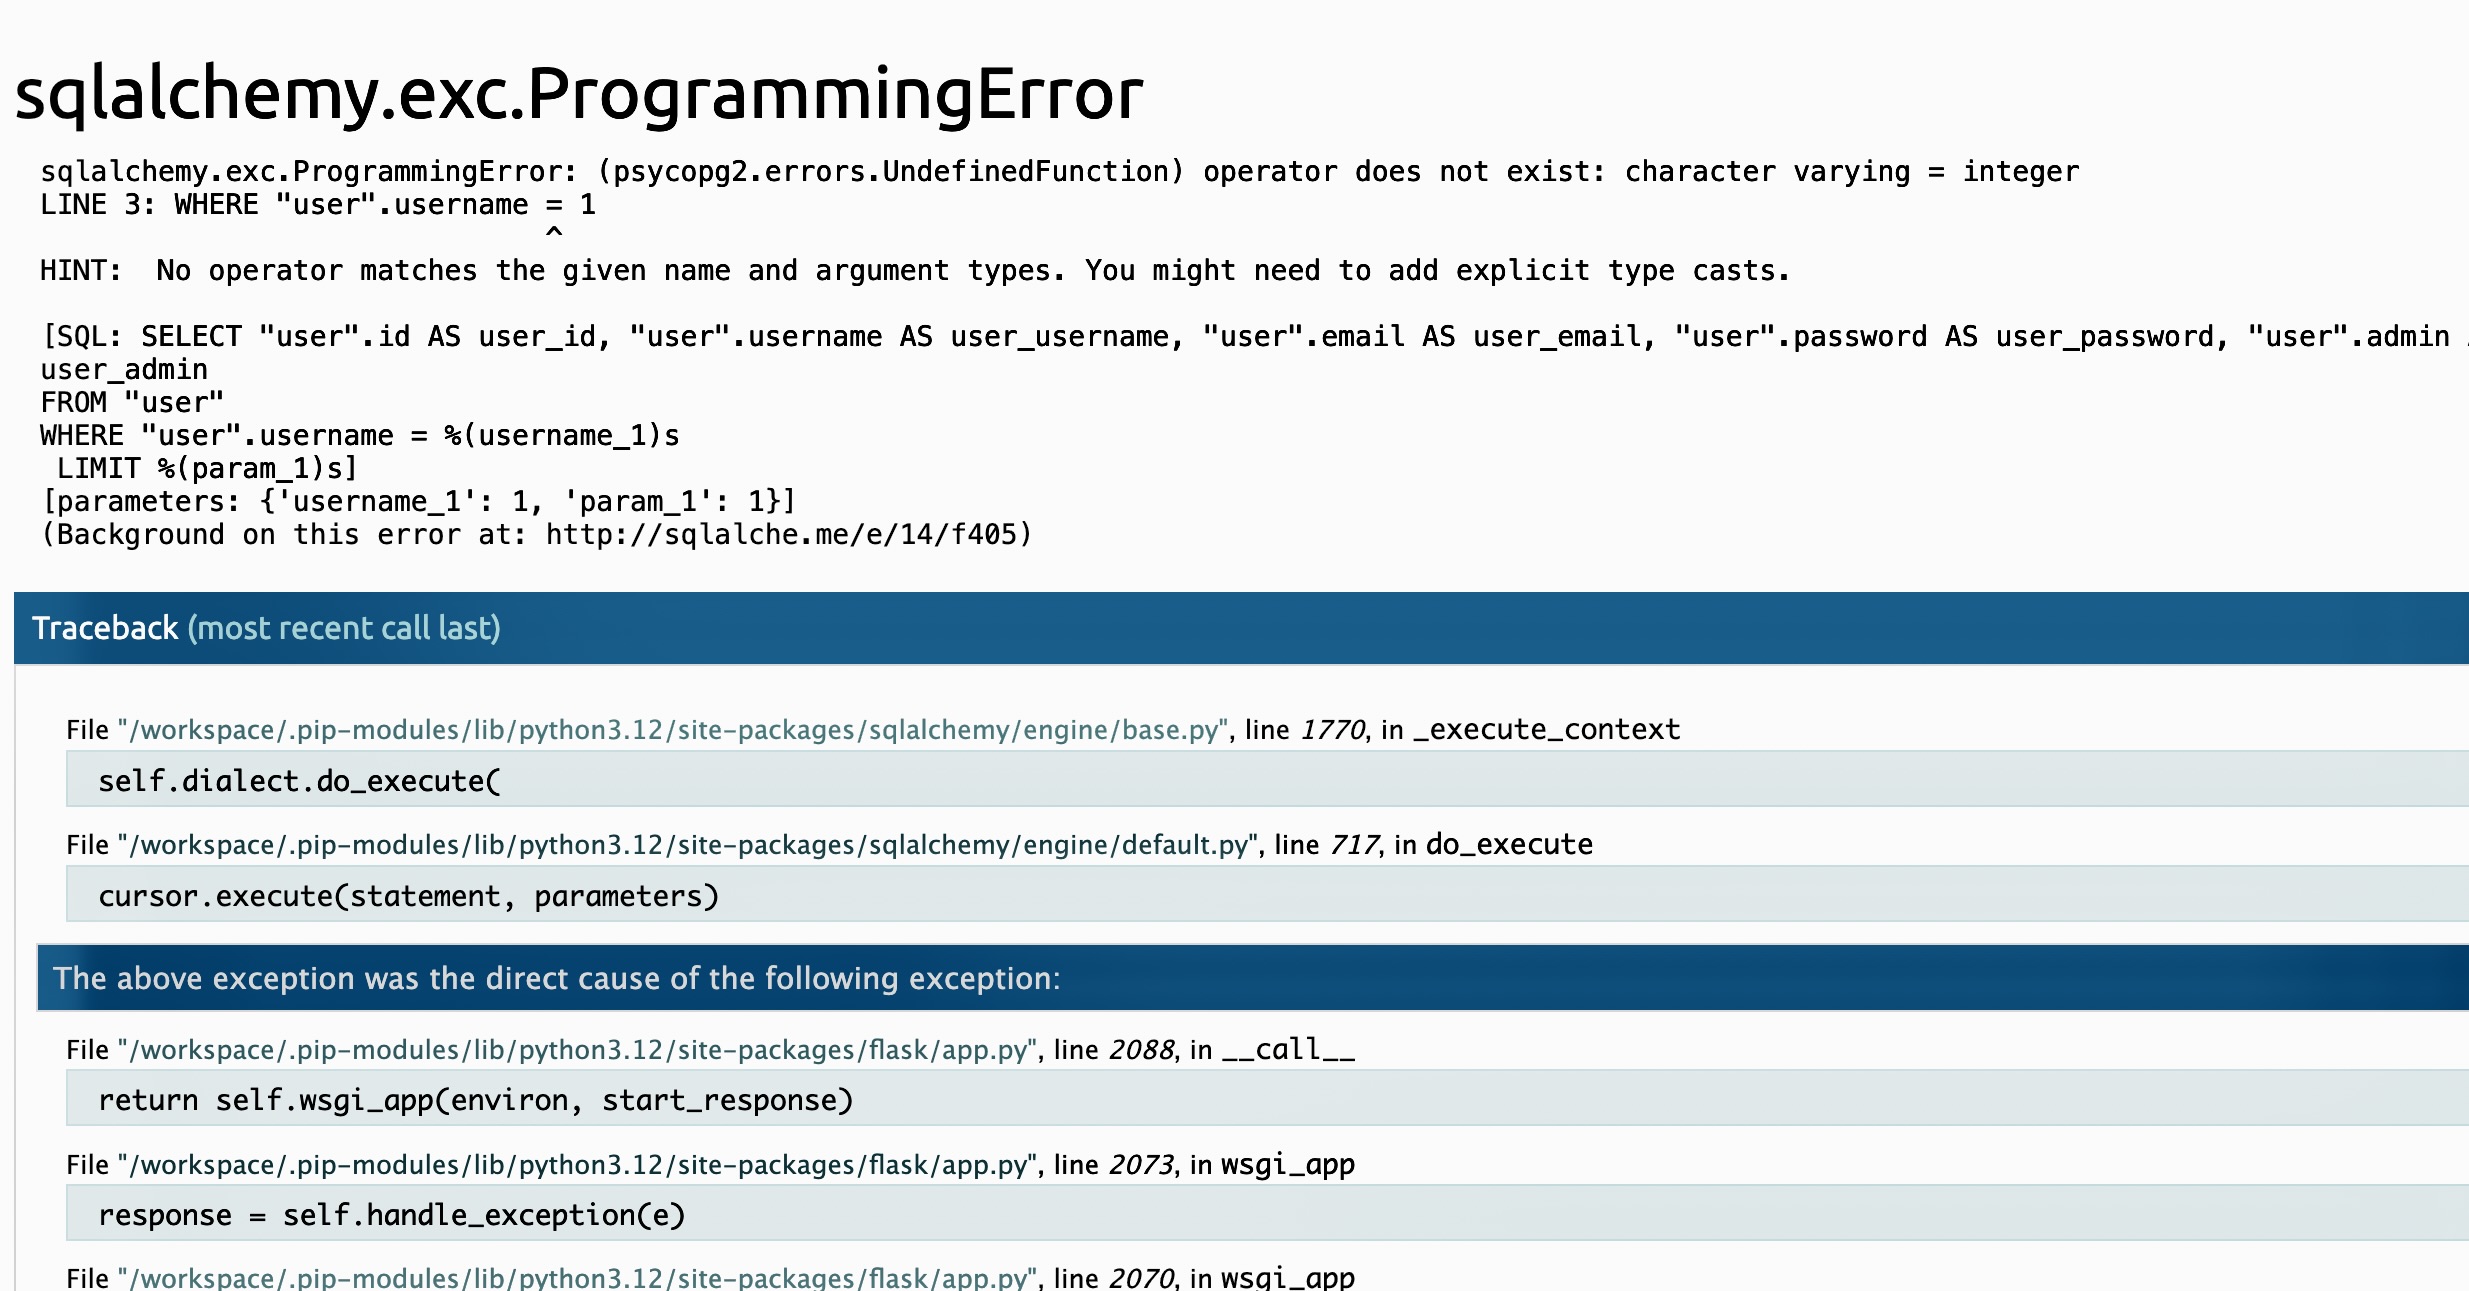 sqlalchemy.exc.ProgrammingError
sqlalchemy.exc.ProgrammingError: (psycopg2.errors.UndefinedFunction) operator does not exist: character varying = integer
LINE 3: WHERE "user".username = 1
^
HINT:  No operator matches the given name and argument types. You might need to add explicit type casts.
[SQL: SELECT "user".id AS user_id, "user".username AS user_username, "user".email AS user_email, "user".password AS user_password, "user".admin
user_admin
FROM "user"
WHERE "user".username = %(username_1)s
 LIMIT %(param_1)s]
[parameters: {'username_1': 1, 'param_1': 1}]
(Background on this error at: http://sqlalche.me/e/14/f405)
Traceback (most recent call last)
File "/workspace/.pip-modules/lib/python3.12/site-packages/sqlalchemy/engine/base.py", line 1770, in _execute_context
self.dialect.do_execute(
File "/workspace/.pip-modules/lib/python3.12/site-packages/sqlalchemy/engine/default.py", line 717, in do_execute
cursor.execute(statement, parameters)
The above exception was the direct cause of the following exception:
File "/workspace/.pip-modules/lib/python3.12/site-packages/flask/app.py", line 2088, in __call__
return self.wsgi_app(environ, start_response)
File "/workspace/.pip-modules/lib/python3.12/site-packages/flask/app.py", line 2073, in wsgi_app
response = self.handle_exception(e)
File "/workspace/.pip-modules/lib/python3.12/site-packages/flask/app.py", line 2070, in wsgi_app